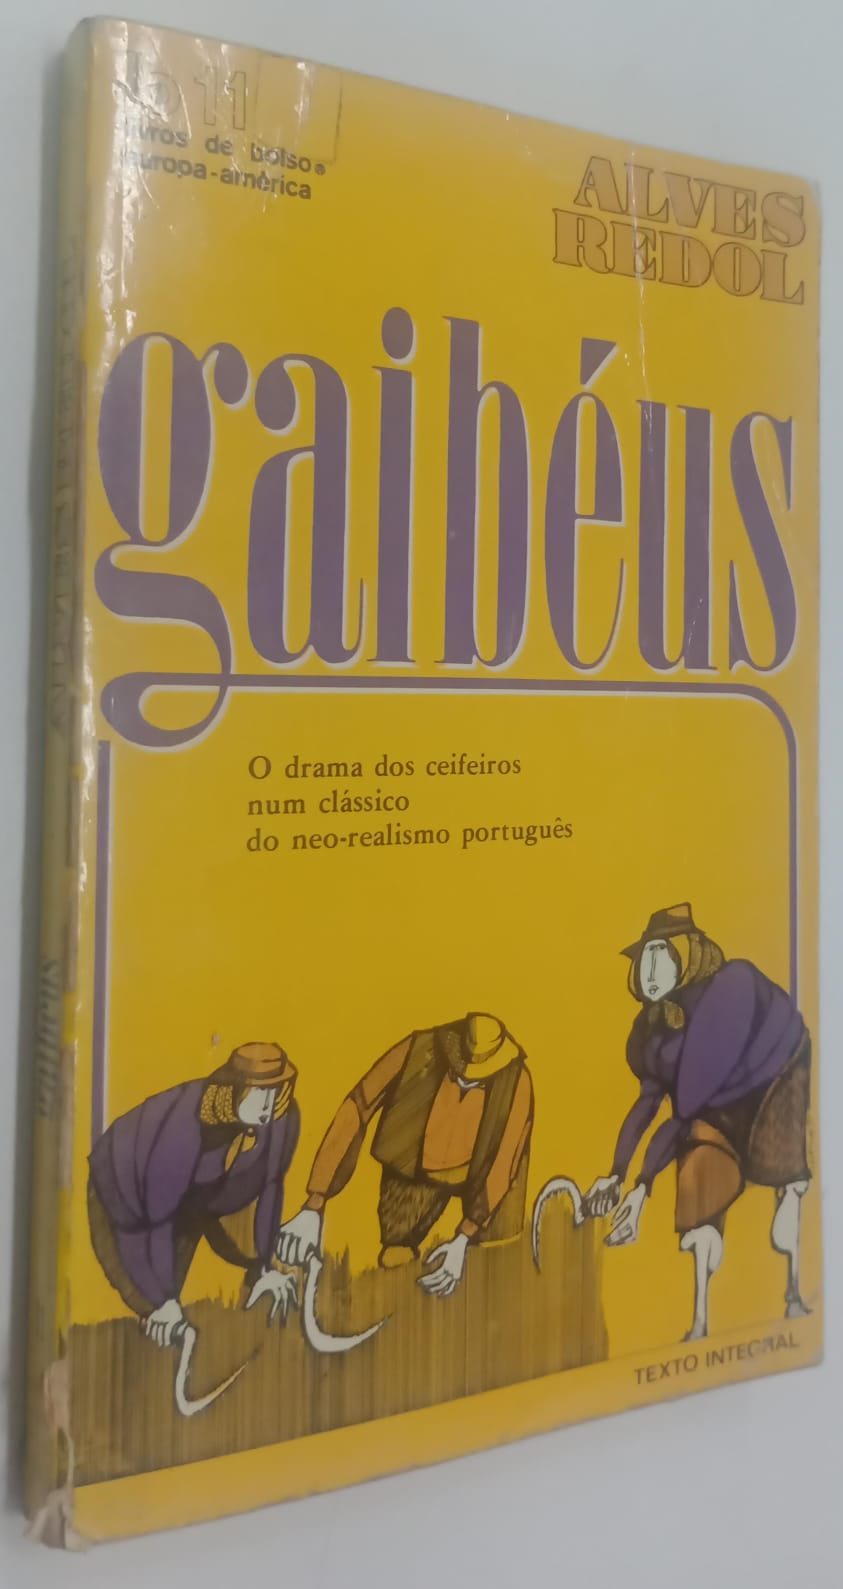 11
livros de bolso
europa-américa
ALVES
REDOL
gaibéus
O drama dos ceifeiros
num clássico
do neo-realismo português
TEXTO INTEGRAL